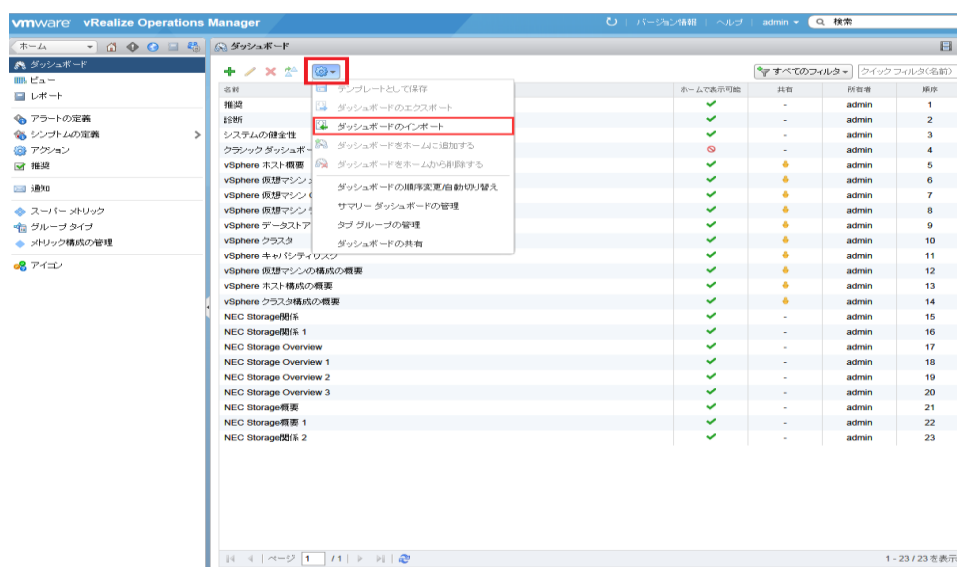 vmware vRealize Operations Manager
バージョン情報 ヘルプ admin 検索
ホーム
ダッシュボード
ダッシュボード
ビュー
レポート
アラートの定義
シンプトムの定義
アクション
推奨
通知
スーパー メトリック
グループ タイプ
メトリック構成の管理
アイコン
すべてのフィルタ クイック フィルタ(名前)
名前 ホームで表示可能 共有 所有者 順序
テンプレートとして保存
ダッシュボードのエクスポート
ダッシュボードのインポート
ダッシュボードをホームに追加する
ダッシュボードをホームから削除する
ダッシュボードの順序変更/自動切り替え
サマリー ダッシュボードの管理
タブ グループの管理
ダッシュボードの共有
推奨 - admin 1
診断 - admin 2
システムの健全性 - admin 3
クラシック ダッシュボー - admin 4
vSphere ホスト概要 admin 5
vSphere 仮想マシン admin 6
vSphere 仮想マシン admin 7
vSphere 仮想マシン admin 8
vSphere データストア admin 9
vSphere クラスタ admin 10
vSphere キャパシティ リスク admin 11
vSphere 仮想マシンの構成の概要 admin 12
vSphere ホスト構成の概要 admin 13
vSphere クラスタ構成の概要 admin 14
NEC Storage関係 - admin 15
NEC Storage関係 1 - admin 16
NEC Storage Overview - admin 17
NEC Storage Overview 1 - admin 18
NEC Storage Overview 2 - admin 19
NEC Storage Overview 3 - admin 20
NEC Storage概要 - admin 21
NEC Storage概要 1 - admin 22
NEC Storage関係 2 - admin 23
ページ 1 / 1
1 - 23 / 23 を表示